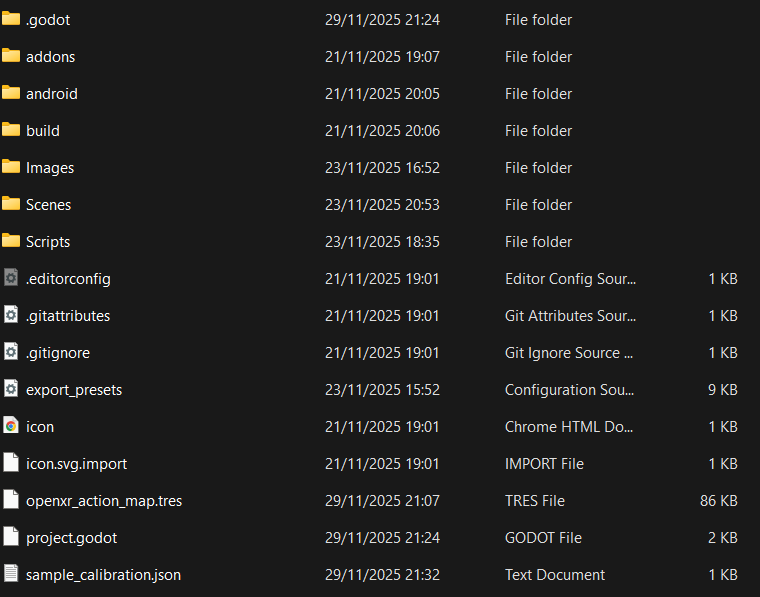 .godot 29/11/2025 21:24 File folder
addons 21/11/2025 19:07 File folder
android 21/11/2025 20:05 File folder
build 21/11/2025 20:06 File folder
Images 23/11/2025 16:52 File folder
Scenes 23/11/2025 20:53 File folder
Scripts 23/11/2025 18:35 File folder
.editorconfig 21/11/2025 19:01 Editor Config Sour... 1 KB
.gitattributes 21/11/2025 19:01 Git Attributes Sour... 1 KB
.gitignore 21/11/2025 19:01 Git Ignore Source ... 1 KB
export_presets 23/11/2025 15:52 Configuration Sou... 9 KB
icon 21/11/2025 19:01 Chrome HTML Do... 1 KB
icon.svg.import 21/11/2025 19:01 IMPORT File 1 KB
openxr_action_map.tres 29/11/2025 21:07 TRES File 86 KB
project.godot 29/11/2025 21:24 GODOT File 2 KB
sample_calibration.json 29/11/2025 21:32 Text Document 1 KB